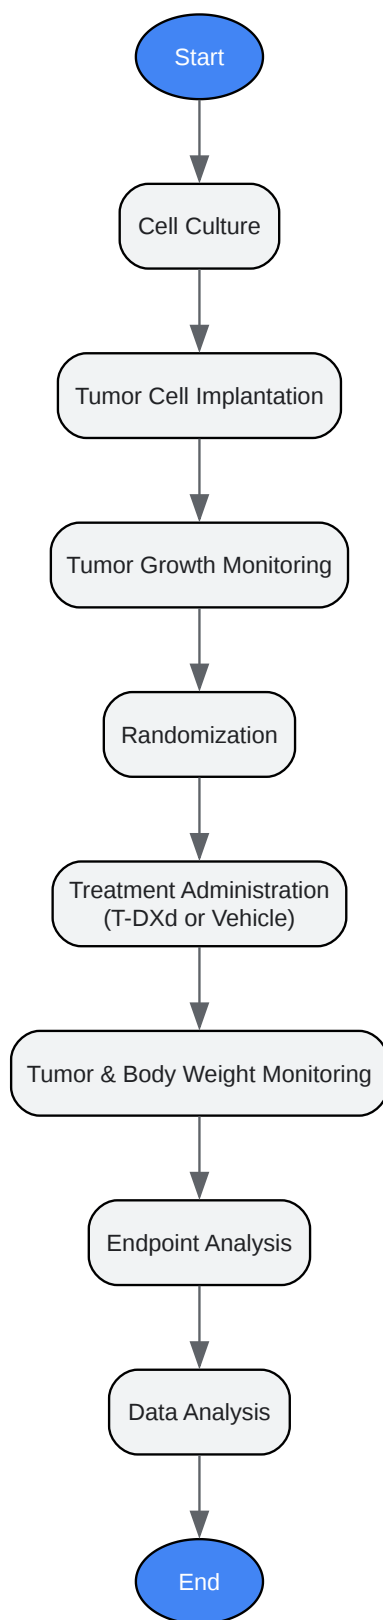 Start
Cell Culture
Tumor Cell Implantation
Tumor Growth Monitoring
Randomization
Treatment Administration
(T-DXd or Vehicle)
Tumor & Body Weight Monitoring
Endpoint Analysis
Data Analysis
End